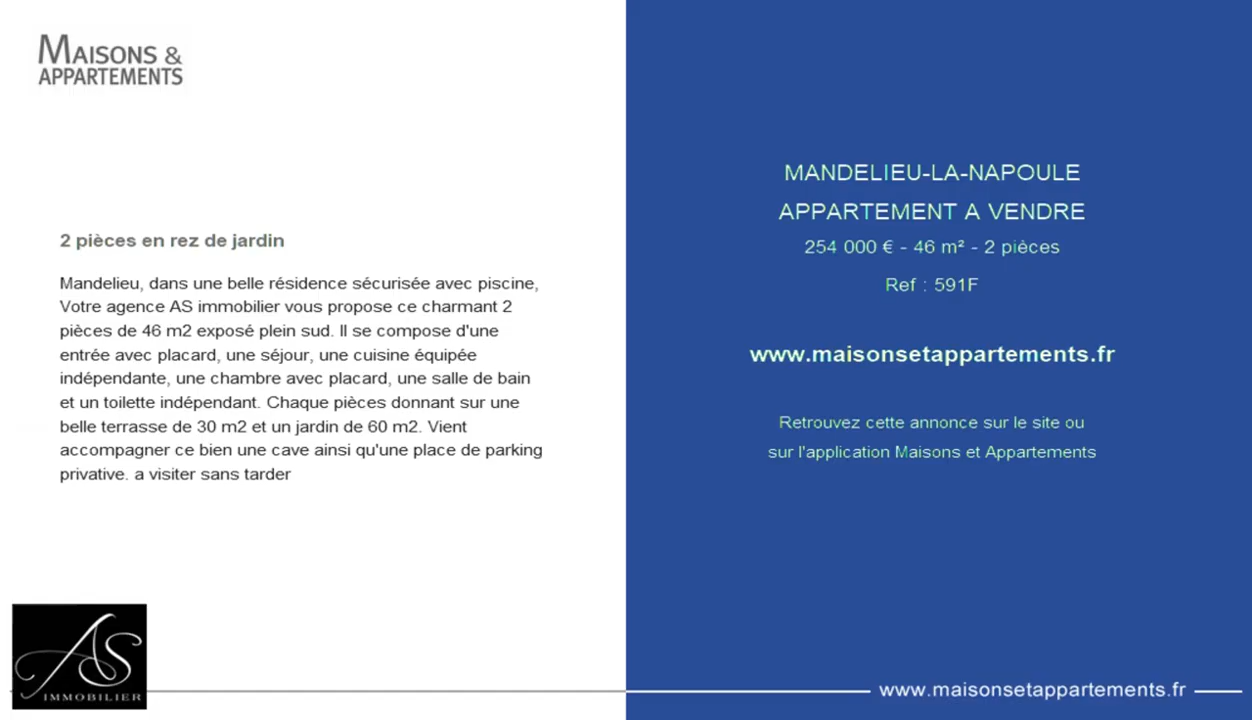 MAISONS &
APPARTEMENTS
2 pièces en rez de jardin
Mandelieu, dans une belle résidence sécurisée avec piscine,
Votre agence AS immobilier vous propose ce charmant 2
pièces de 46 m2 exposé plein sud. Il se compose d'une
entrée avec placard, une séjour, une cuisine équipée
indépendante, une chambre avec placard, une salle de bain
et un toilette indépendant. Chaque pièces donnant sur une
belle terrasse de 30 m2 et un jardin de 60 m2. Vient
accompagner ce bien une cave ainsi qu'une place de parking
privative. a visiter sans tarder
AS
IMMOBILIER
MANDELIEU-LA-NAPOULE
APPARTEMENT A VENDRE
254 000 € - 46 m² - 2 pièces
Ref : 591F
www.maisonsetappartements.fr
Retrouvez cette annonce sur le site ou
sur l'application Maisons et Appartements
www.maisonsetappartements.fr